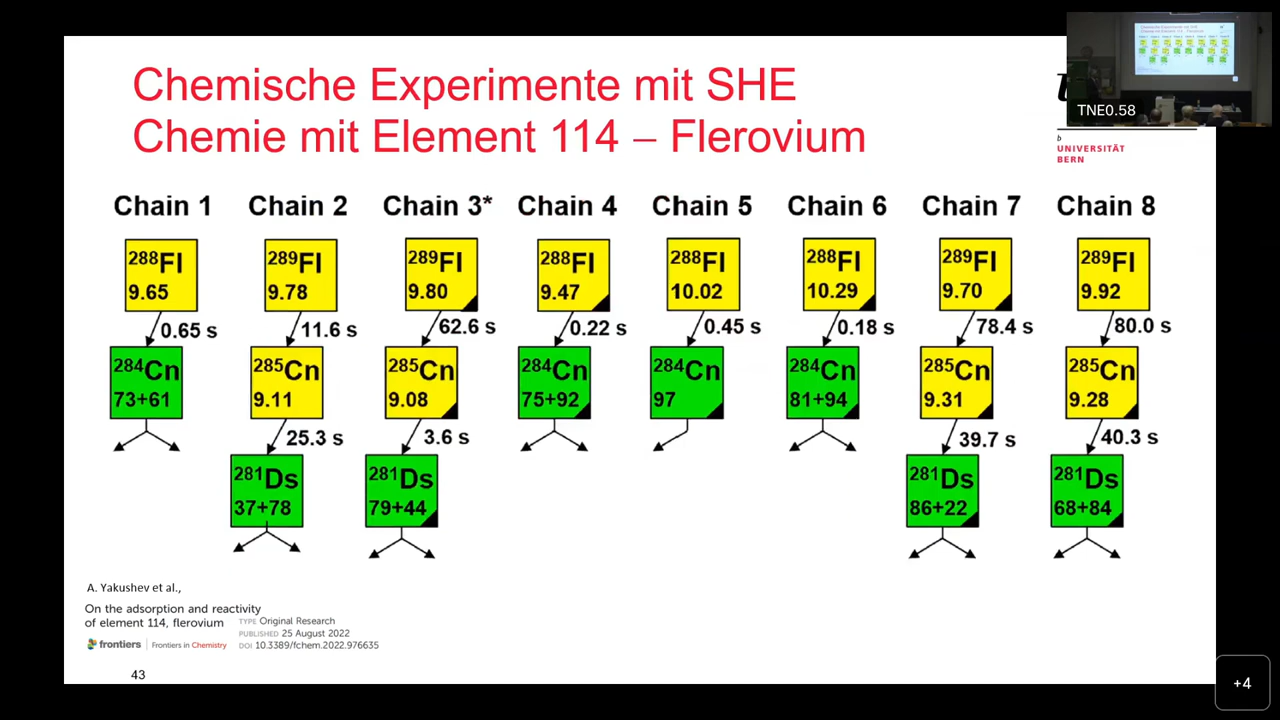 Chemische Experimente mit SHE
Chemie mit Element 114 – Flerovium
TNE0.58
b
UNIVERSITÄT
BERN
Chain 1 Chain 2 Chain 3* Chain 4 Chain 5 Chain 6 Chain 7 Chain 8
²⁸⁸Fl ²⁸⁹Fl ²⁸⁹Fl ²⁸⁸Fl ²⁸⁸Fl ²⁸⁸Fl ²⁸⁹Fl ²⁸⁹Fl
9.65 9.78 9.80 9.47 10.02 10.29 9.70 9.92
0.65 s 11.6 s 62.6 s 0.22 s 0.45 s 0.18 s 78.4 s 80.0 s
²⁸⁴Cn ²⁸⁵Cn ²⁸⁵Cn ²⁸⁴Cn ²⁸⁴Cn ²⁸⁴Cn ²⁸⁵Cn ²⁸⁵Cn
73+61 9.11 9.08 75+92 97 81+94 9.31 9.28
25.3 s 3.6 s 39.7 s 40.3 s
²⁸¹Ds ²⁸¹Ds ²⁸¹Ds ²⁸¹Ds
37+78 79+44 86+22 68+84
A. Yakushev et al.,
On the adsorption and reactivity
of element 114, flerovium
TYPE Original Research
PUBLISHED 25 August 2022
DOI 10.3389/fchem.2022.976635
frontiers | Frontiers in Chemistry
43
+4